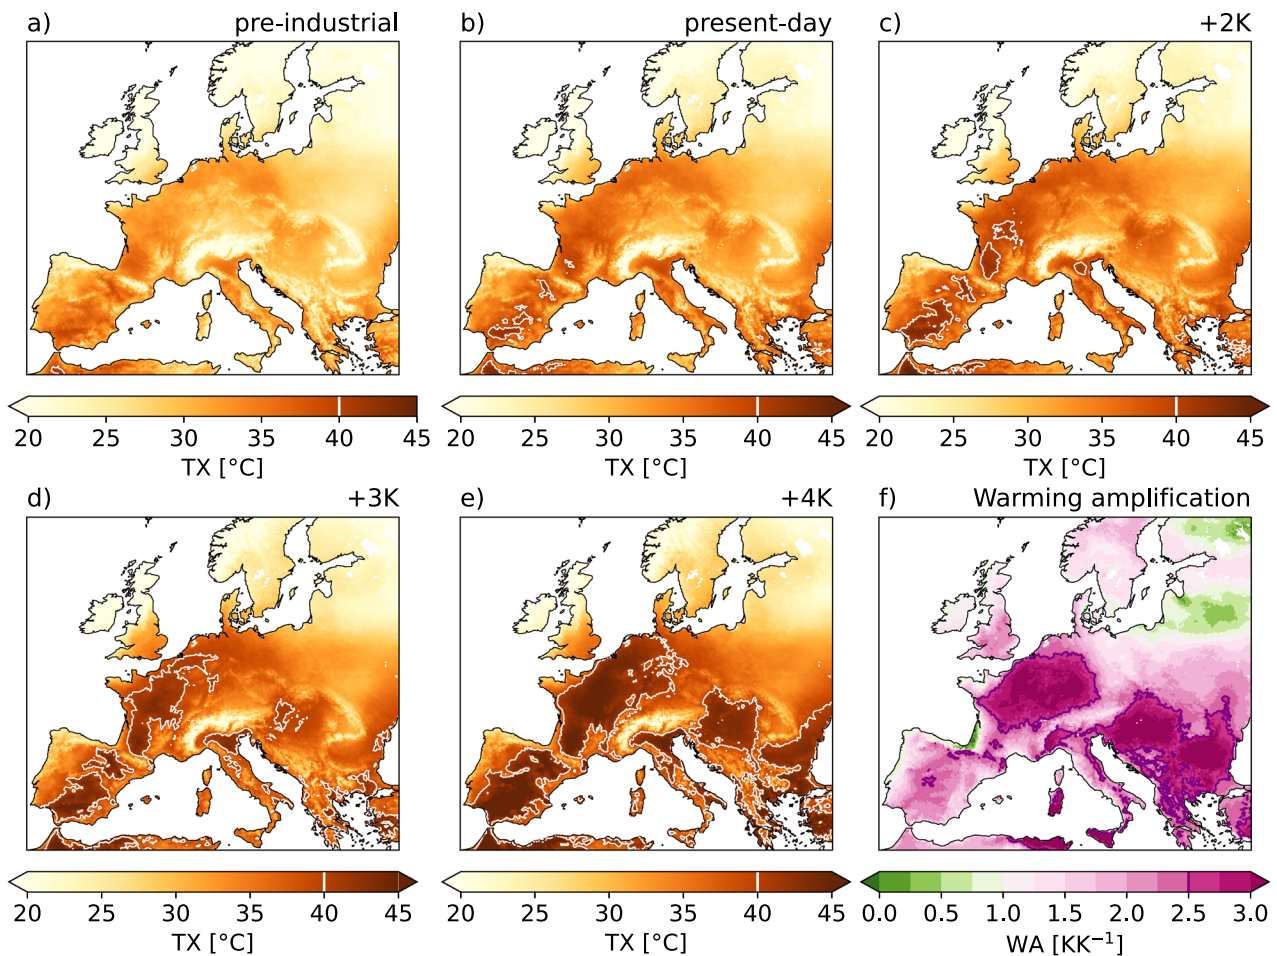 a) pre-industrial
b) present-day
c) +2K
20 25 30 35 40 45
TX [°C]
20 25 30 35 40 45
TX [°C]
20 25 30 35 40 45
TX [°C]
d) +3K
e) +4K
f) Warming amplification
20 25 30 35 40 45
TX [°C]
20 25 30 35 40 45
TX [°C]
0.0 0.5 1.0 1.5 2.0 2.5 3.0
WA [KK⁻¹]